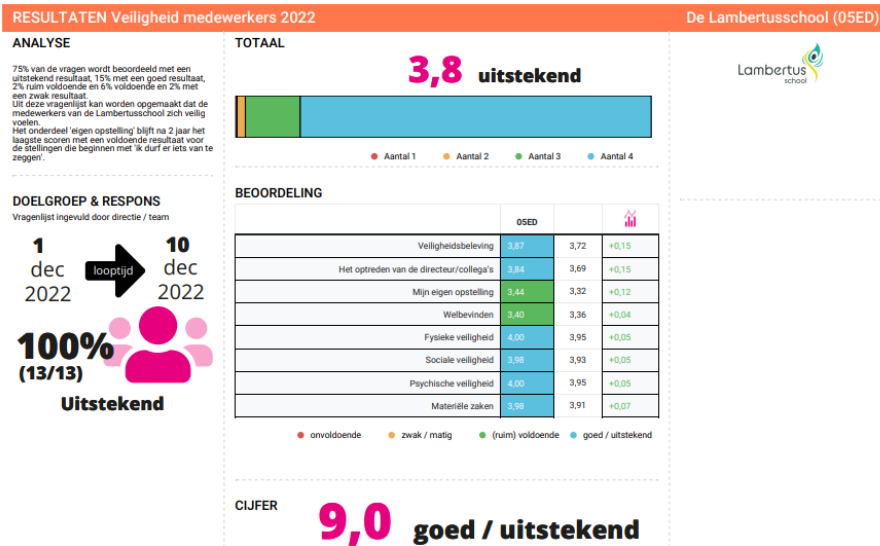 RESULTATEN Veiligheid medewerkers 2022
De Lambertusschool (05ED)
ANALYSE
75% van de vragen wordt beoordeeld met een
uitstekend resultaat, 15% met een goed resultaat,
2% ruim voldoende en 6% voldoende en 2% met
een zwak resultaat.
Uit deze vragenlijst kan worden opgemaakt dat de
medewerkers van de Lambertusschool zich veilig
voelen.
Het onderdeel 'eigen opstelling' blijft na 2 jaar het
laagste scoren met een voldoende resultaat voor
de stellingen die beginnen met 'ik durf er iets van te
zeggen'.
DOELGROEP & RESPONS
Vragenlijst ingevuld door directie / team
1
dec
2022
looptijd
10
dec
2022
100%
(13/13)
Uitstekend
TOTAAL
3,8 uitstekend
Aantal 1 Aantal 2 Aantal 3 Aantal 4
BEOORDELING
05ED
Veiligheidsbeleving 3,87 3,72 +0,15
Het optreden van de directeur/collega's 3,84 3,69 +0,15
Mijn eigen opstelling 3,44 3,32 +0,12
Welbevinden 3,40 3,36 +0,04
Fysieke veiligheid 4,00 3,95 +0,05
Sociale veiligheid 3,98 3,93 +0,05
Psychische veiligheid 4,00 3,95 +0,05
Materiële zaken 3,98 3,91 +0,07
onvoldoende zwak / matig (ruim) voldoende goed / uitstekend
CIJFER
9,0 goed / uitstekend
Lambertus
school